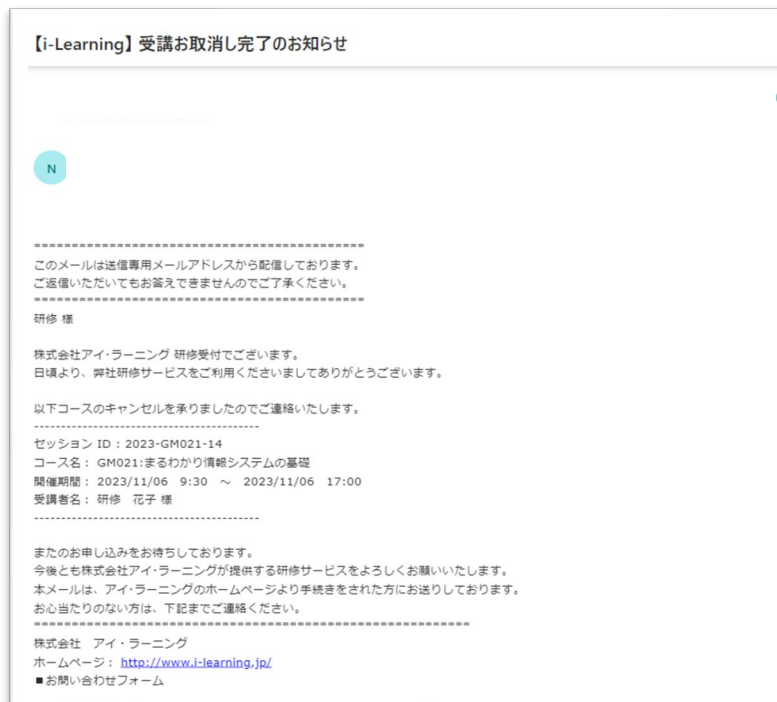 【i-Learning】受講お取消し完了のお知らせ
N
============================================
このメールは送信専用メールアドレスから配信しております。
ご返信いただいてもお答えできませんのでご了承ください。
============================================
研修 様
株式会社アイ・ラーニング 研修受付でございます。
日頃より、弊社研修サービスをご利用くださいましてありがとうございます。
以下コースのキャンセルを承りましたのでご連絡いたします。
------------------------------------------
セッション ID : 2023-GM021-14
コース名： GM021:まるわかり情報システムの基礎
開催期間： 2023/11/06 9:30 ～ 2023/11/06 17:00
受講者名： 研修 花子 様
------------------------------------------
またのお申し込みをお待ちしております。
今後とも株式会社アイ・ラーニングが提供する研修サービスをよろしくお願いいたします。
本メールは、アイ・ラーニングのホームページより手続きをされた方にお送りしております。
お心当たりのない方は、下記までご連絡ください。
==========================================================
株式会社 アイ・ラーニング
ホームページ： http://www.i-learning.jp/
■お問い合わせフォーム